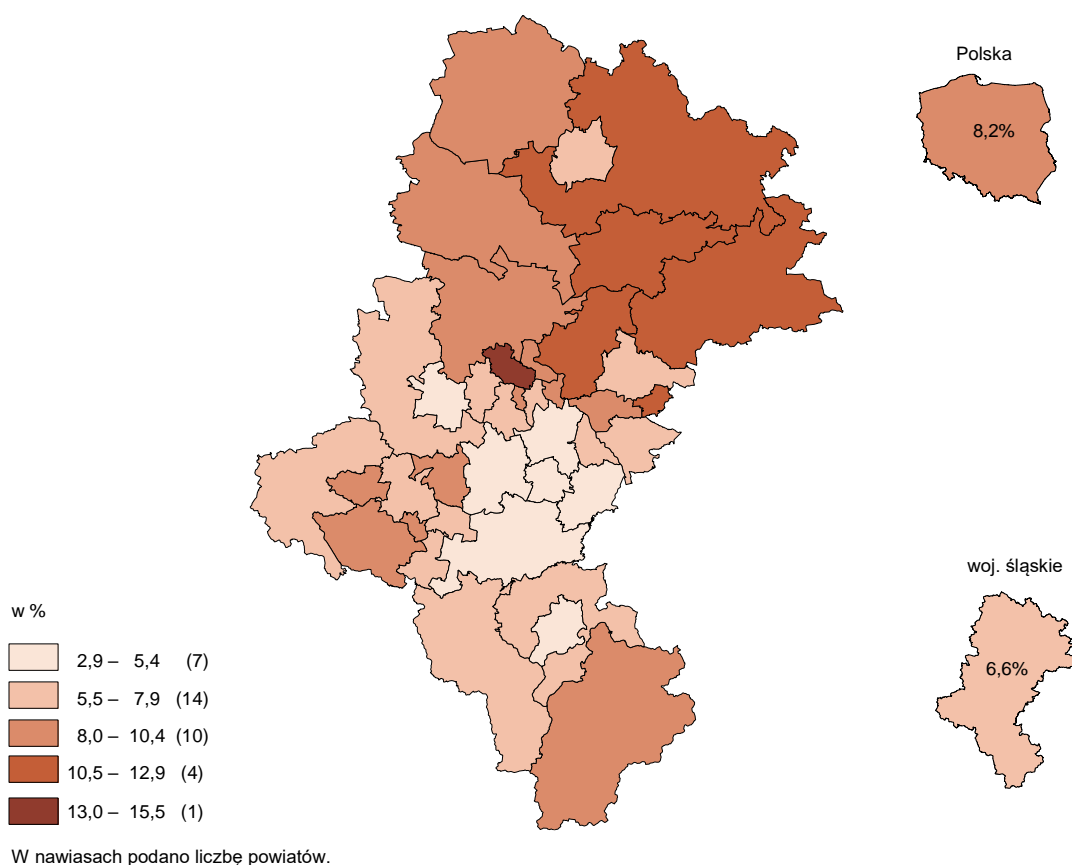 Polska
8,2%
woj. śląskie
6,6%
w %
2,9 – 5,4 (7)
5,5 – 7,9 (14)
8,0 – 10,4 (10)
10,5 – 12,9 (4)
13,0 – 15,5 (1)
W nawiasach podano liczbę powiatów.